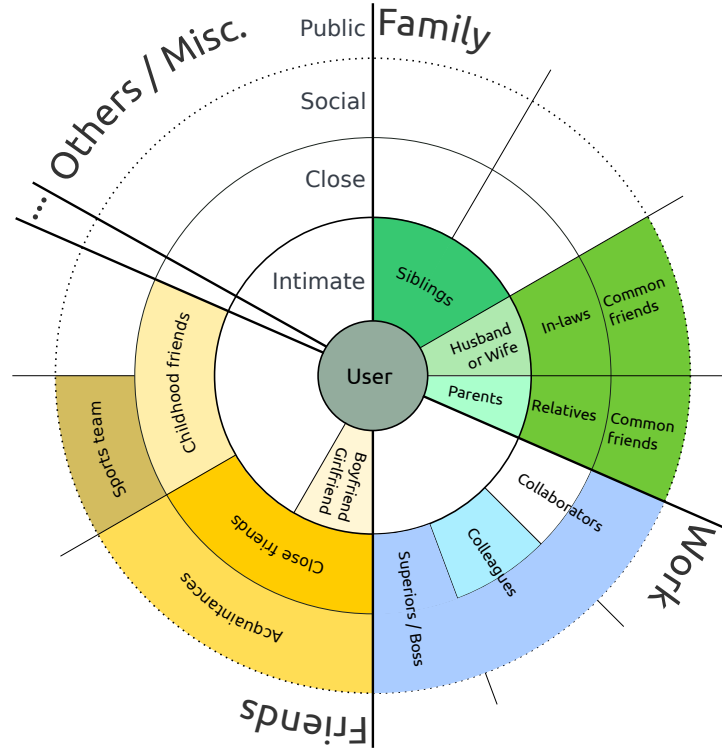 Public
Family
Others / Misc.
...
Social
Close
Intimate
Siblings
Husband
or Wife
In-laws
Common
friends
User
Parents
Relatives
Common
friends
Childhood friends
Sports team
Boyfriend
Girlfriend
Close friends
Acquaintances
Collaborators
Colleagues
Superiors / Boss
Work
Friends